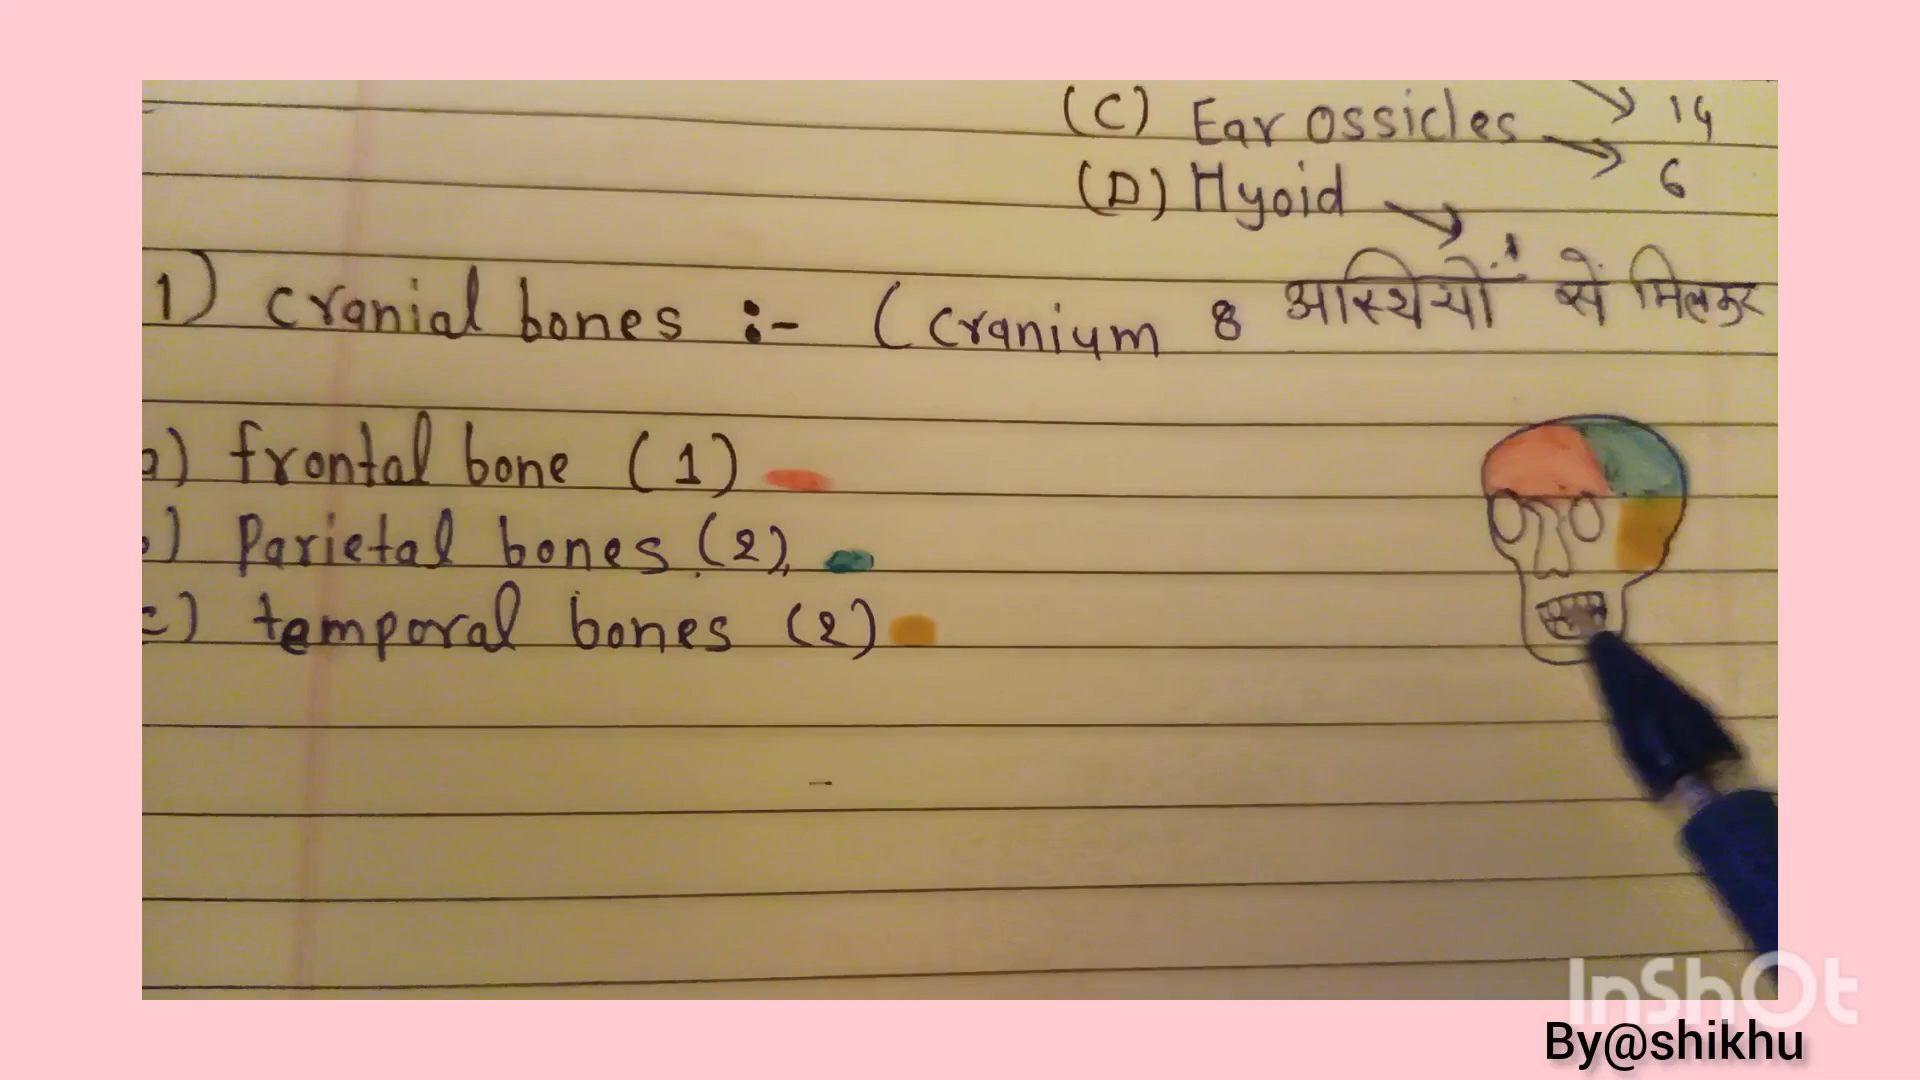 14
(C) Ear ossicles
6
(D) Hyoid
1
1) cranial bones :- (cranium 8 अस्थियों से मिलकर
) frontal bone (1)
) Parietal bones (2)
) temporal bones (2)
InShOt
By@shikhu